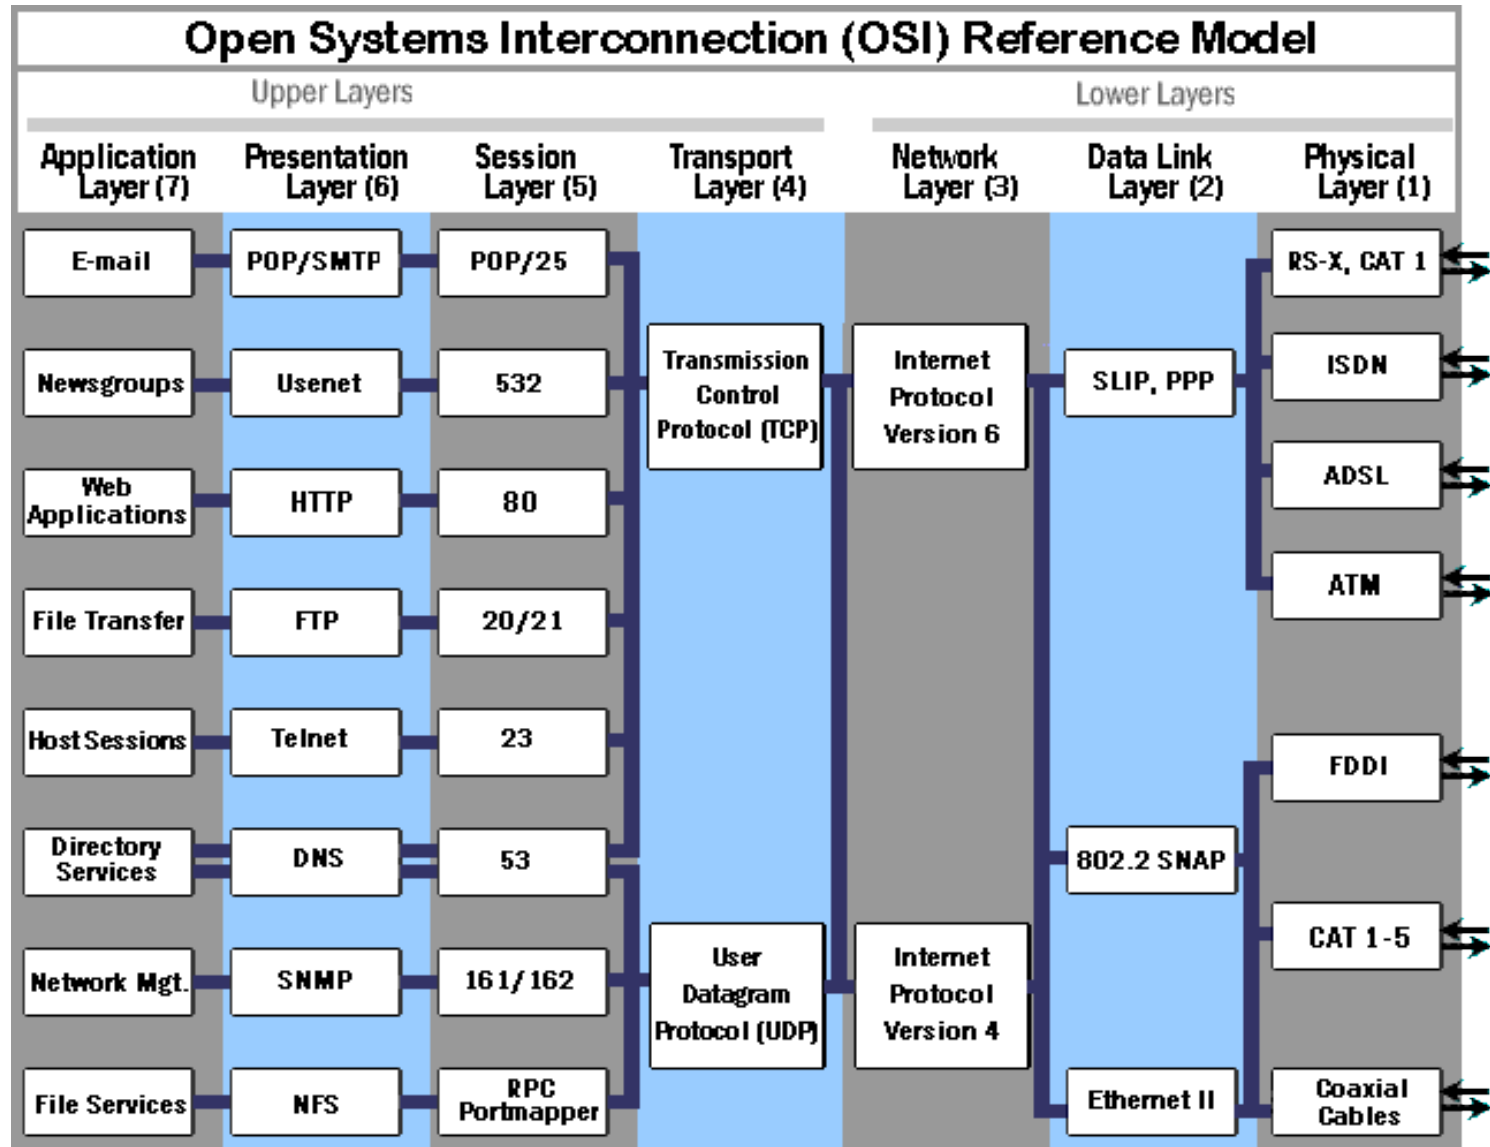 Open Systems Interconnection (OSI) Reference Model
Upper Layers
Lower Layers
Application
Layer (7)
Presentation
Layer (6)
Session
Layer (5)
Transport
Layer (4)
Network
Layer (3)
Data Link
Layer (2)
Physical
Layer (1)
E-mail
POP/SMTP
POP/25
Newsgroups
Usenet
532
Web
Applications
HTTP
80
File Transfer
FTP
20/21
Host Sessions
Telnet
23
Directory
Services
DNS
53
Network Mgt.
SNMP
161/162
File Services
NFS
RPC
Portmapper
Transmission
Control
Protocol (TCP)
User
Datagram
Protocol (UDP)
Internet
Protocol
Version 6
Internet
Protocol
Version 4
SLIP, PPP
802.2 SNAP
Ethernet II
RS-X, CAT 1
ISDN
ADSL
ATM
FDDI
CAT 1-5
Coaxial
Cables